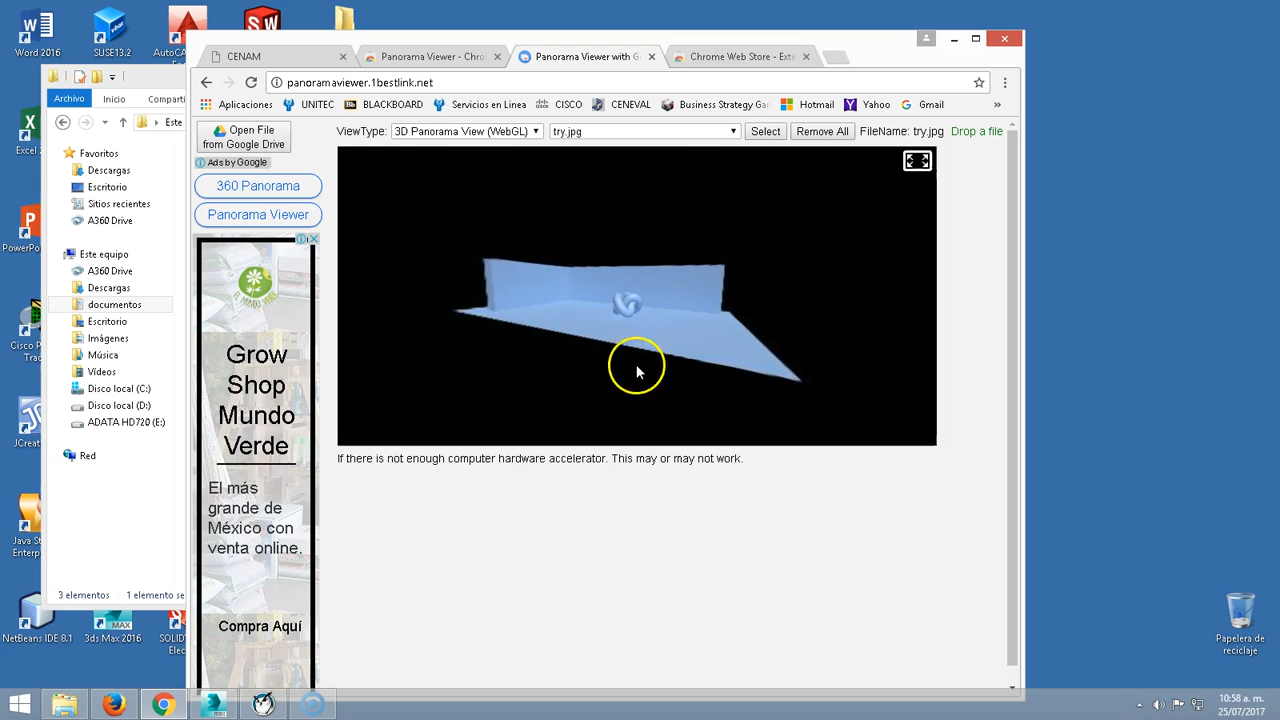 Word 2016
SUSE13.2
AutoCA
Excel 2
PowerPo
Cisco P
Trac
JCreat
Java S
Enterp
NetBeans IDE 8.1
3ds Max 2016
SOLID
Elec
Archivo
Inicio
Comparti
Este
Favoritos
Descargas
Escritorio
Sitios recientes
A360 Drive
Este equipo
A360 Drive
Descargas
documentos
Escritorio
Imágenes
Música
Vídeos
Disco local (C:)
Disco local (D:)
ADATA HD720 (E:)
Red
3 elementos
1 elemento se
CENAM
Panorama Viewer - Chro
Panorama Viewer with G
Chrome Web Store - Exte
panoramaviewer.1bestlink.net
Aplicaciones
UNITEC
Bb BLACKBOARD
Servicios en Linea
CISCO
CENEVAL
Business Strategy Gam
Hotmail
Yahoo
Gmail
»
Open File
from Google Drive
ViewType:
3D Panorama View (WebGL)
try.jpg
Select
Remove All
FileName: try.jpg
Drop a file
Ads by Google
360 Panorama
Panorama Viewer
EL MUNDO VERDE
Grow
Shop
Mundo
Verde
El más
grande de
México con
venta online.
Compra Aquí
If there is not enough computer hardware accelerator. This may or may not work.
Papelera de
reciclaje
10:58 a. m.
25/07/2017